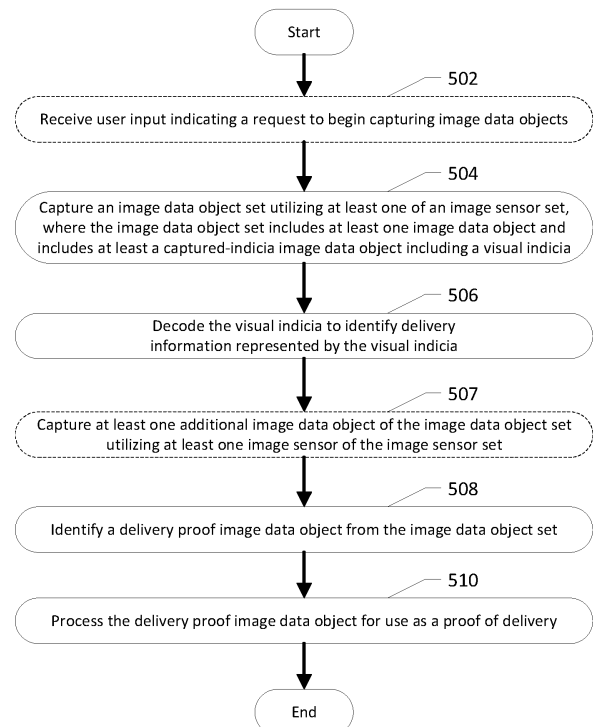 Start
502
Receive user input indicating a request to begin capturing image data objects
504
Capture an image data object set utilizing at least one of an image sensor set,
where the image data object set includes at least one image data object and
includes at least a captured-indicia image data object including a visual indicia
506
Decode the visual indicia to identify delivery
information represented by the visual indicia
507
Capture at least one additional image data object of the image data object set
utilizing at least one image sensor of the image sensor set
508
Identify a delivery proof image data object from the image data object set
510
Process the delivery proof image data object for use as a proof of delivery
End